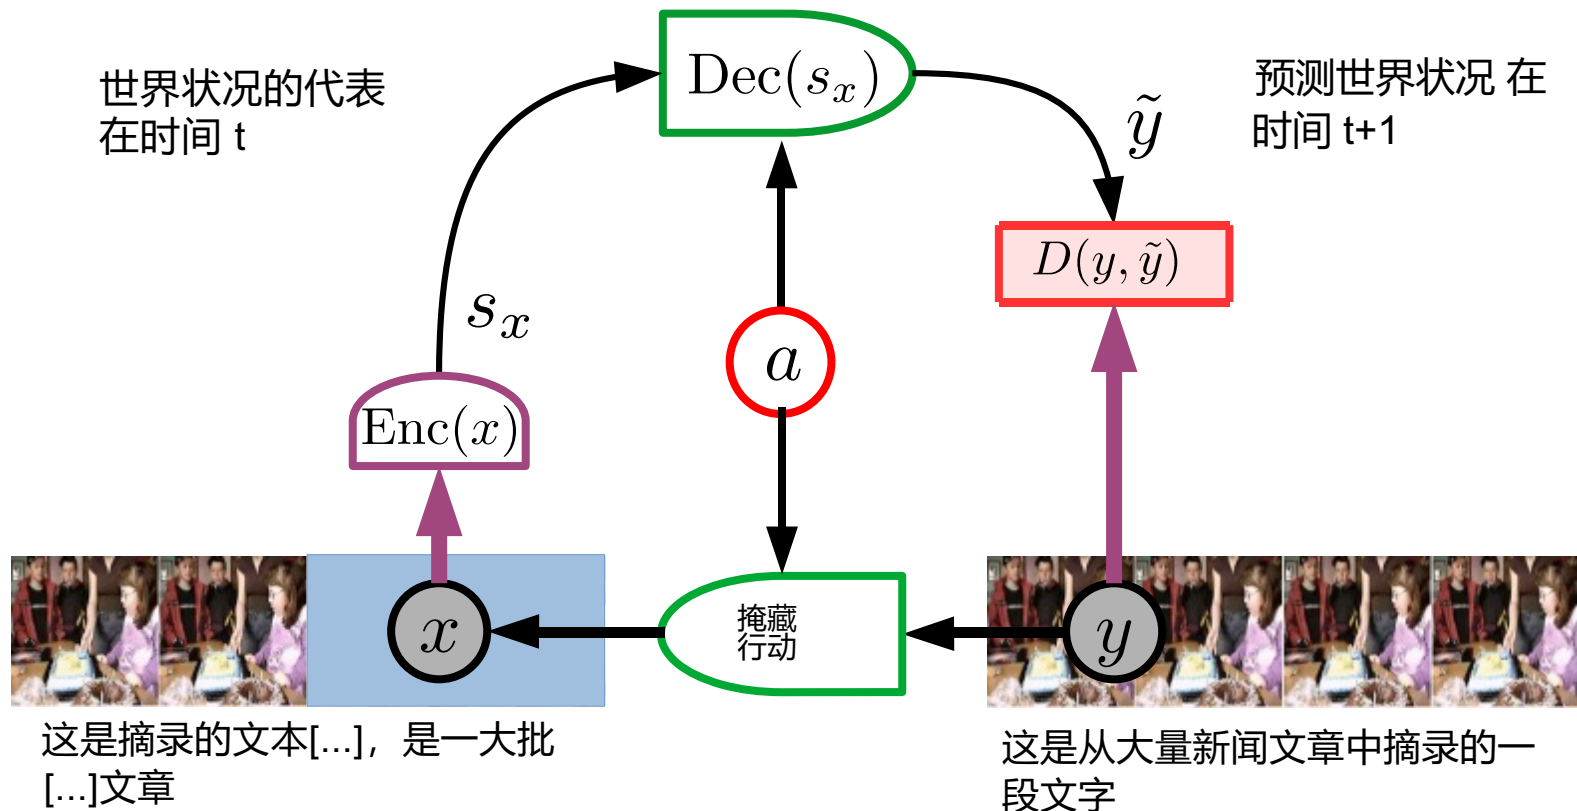 世界状况的代表
在时间 t
Dec(s_x)
ỹ
预测世界状况 在
时间 t+1
D(y, ỹ)
s_x
a
Enc(x)
x
掩藏
行动
y
这是摘录的文本[...]，是一大批
[...]文章
这是从大量新闻文章中摘录的一
段文字